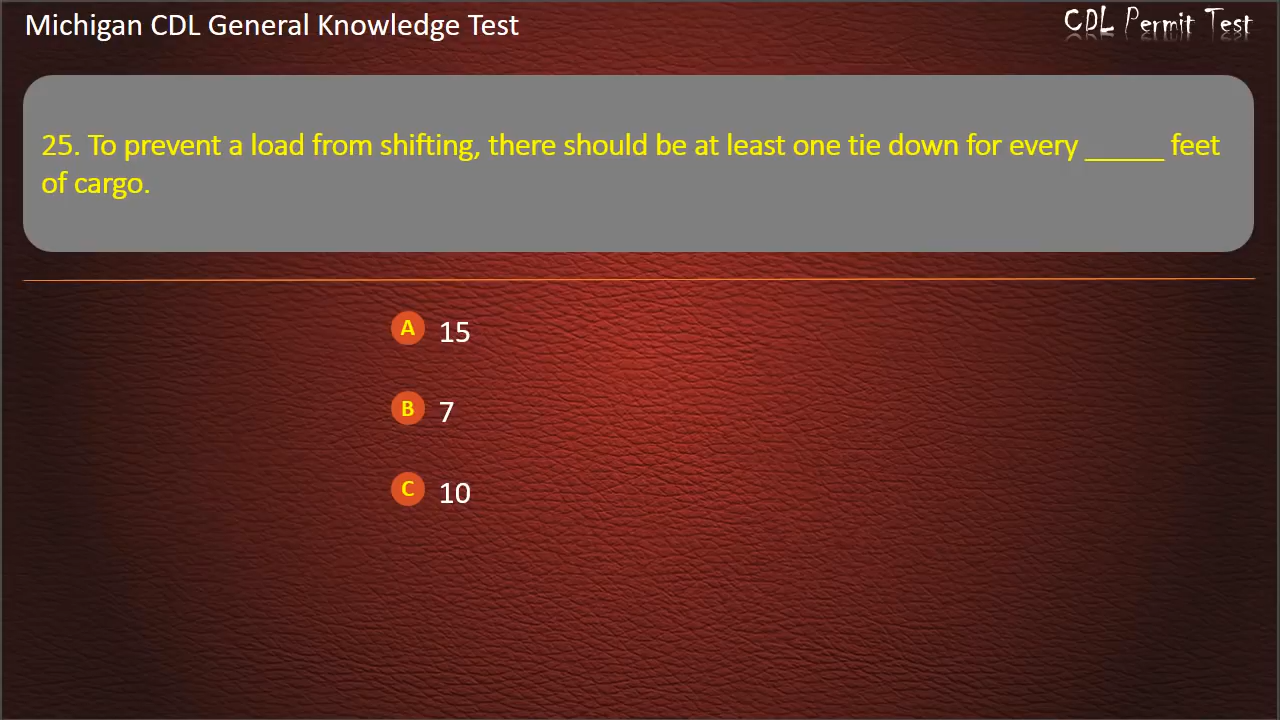 Michigan CDL General Knowledge Test
CDL Permit Test
25. To prevent a load from shifting, there should be at least one tie down for every _____ feet
of cargo.
A 15
B 7
C 10